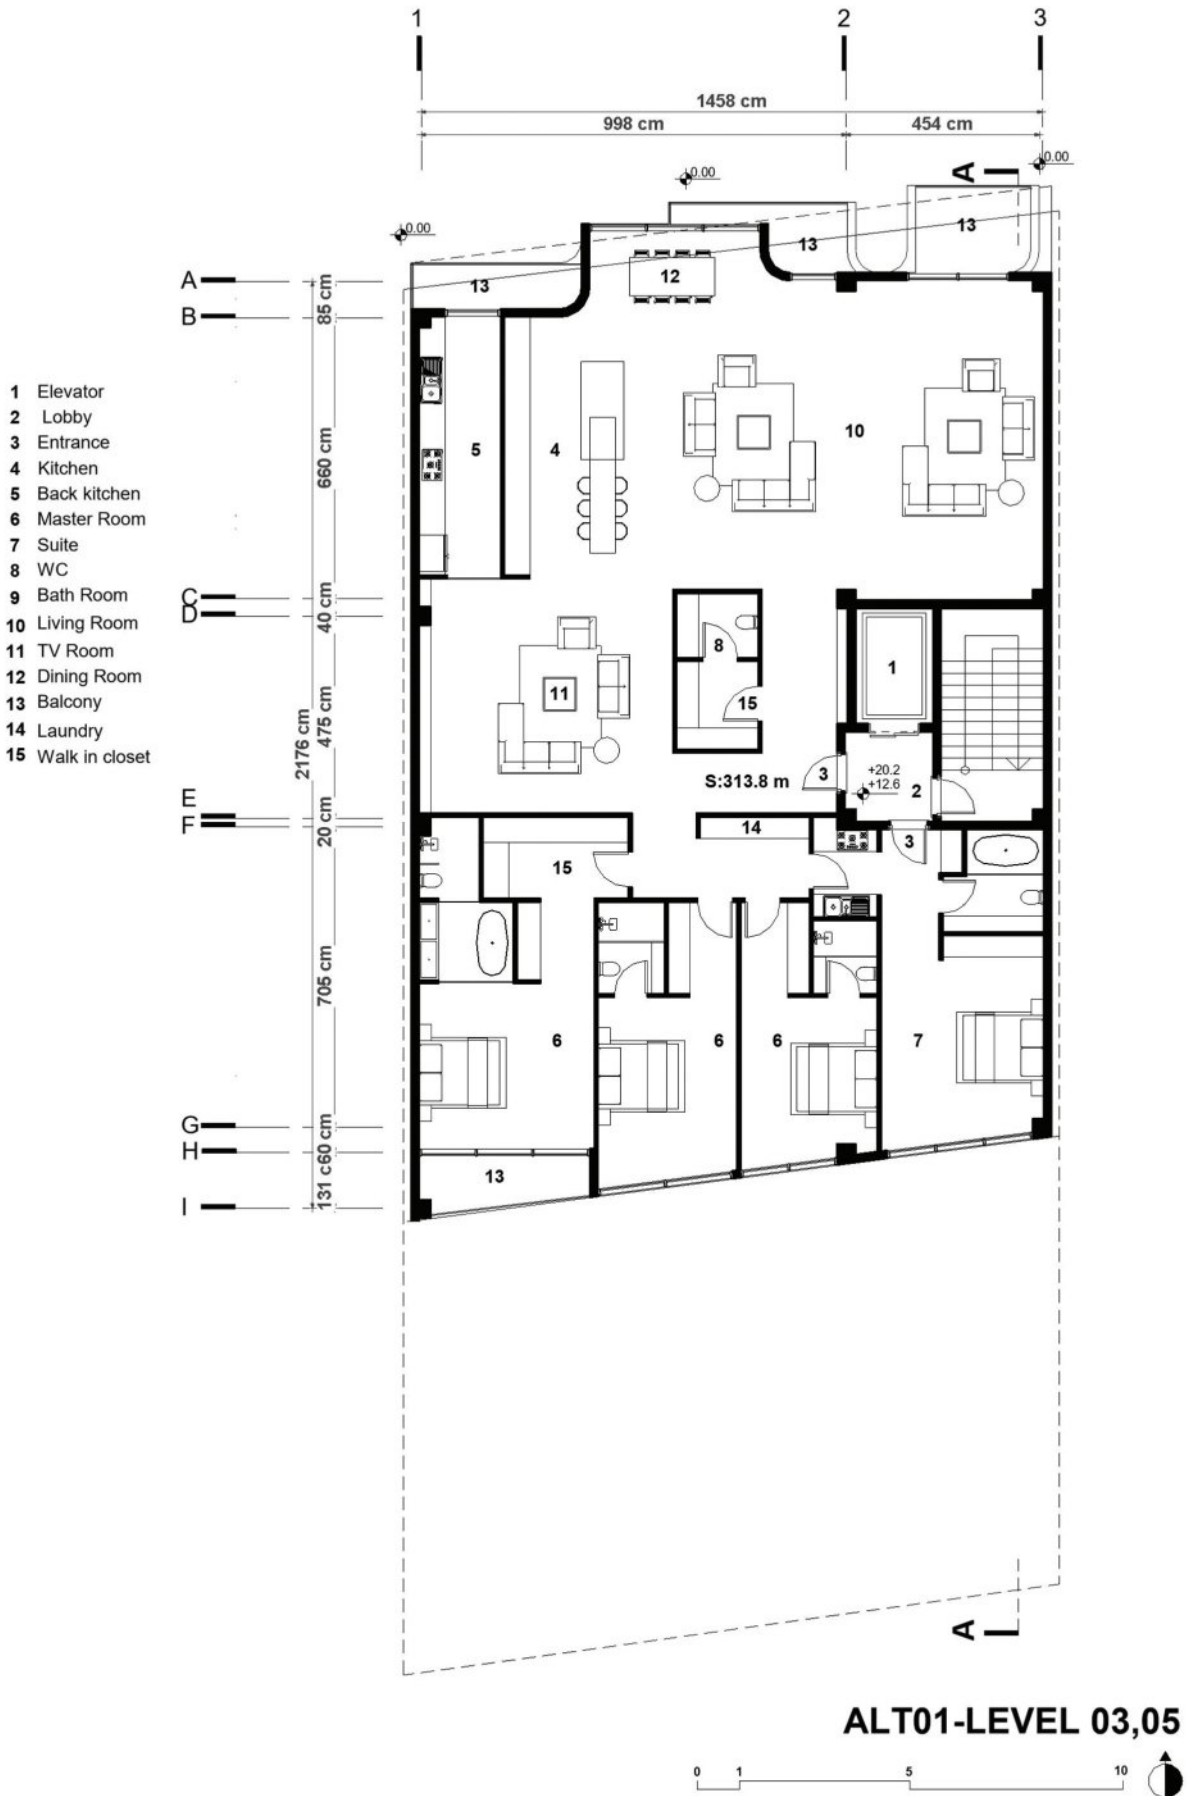 1 2 3
1458 cm
998 cm 454 cm
A
0.00
0.00
0.00
13
13
13
12
A
B
C
D
E
F
G
H
I
85 cm
660 cm
40 cm
475 cm
2176 cm
20 cm
705 cm
60 cm
131 c
1 Elevator
2 Lobby
3 Entrance
4 Kitchen
5 Back kitchen
6 Master Room
7 Suite
8 WC
9 Bath Room
10 Living Room
11 TV Room
12 Dining Room
13 Balcony
14 Laundry
15 Walk in closet
5
4
10
8
1
11
15
S:313.8 m
3
+20.2
+12.6
2
14
3
15
6
6
6
7
13
A
ALT01-LEVEL 03,05
0 1 5 10